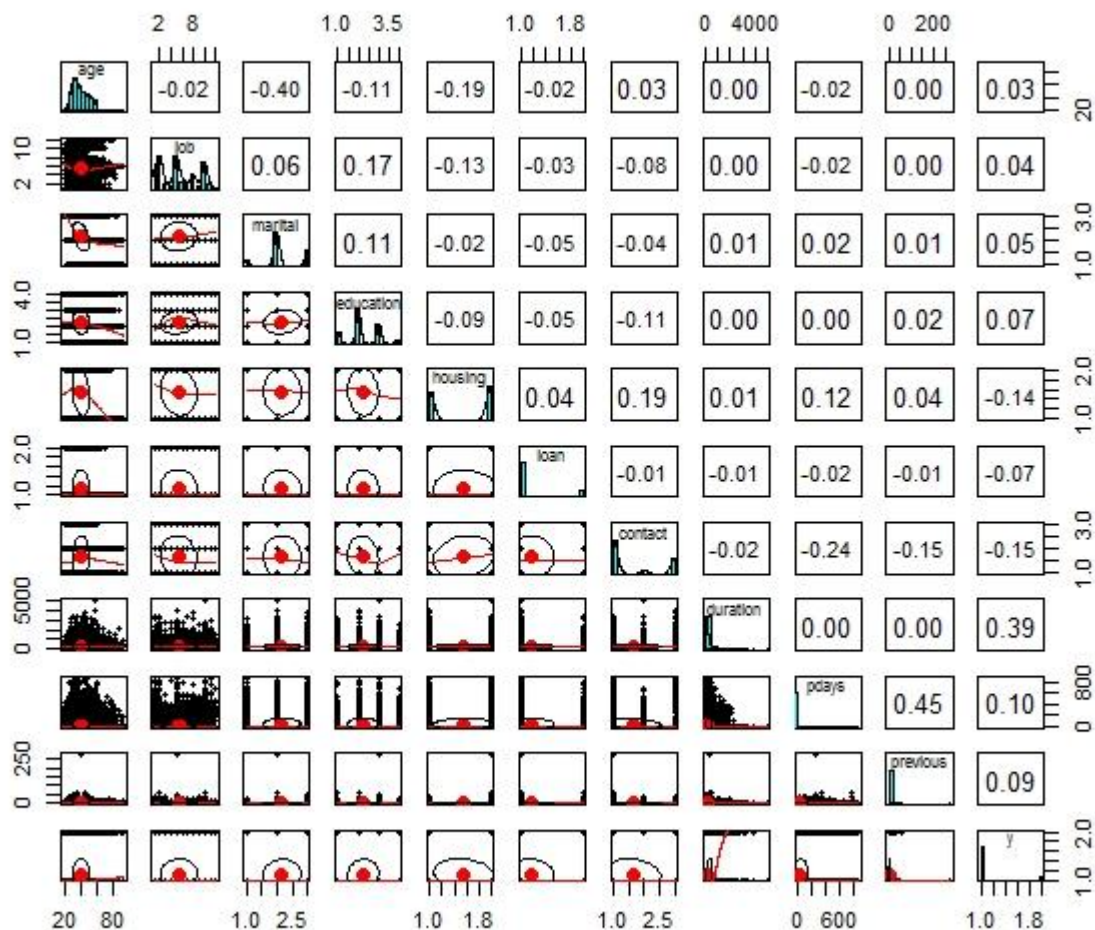 2 8 1.0 3.5 1.0 1.8 0 4000 0 200
age -0.02 -0.40 -0.11 -0.19 -0.02 0.03 0.00 -0.02 0.00 0.03 20
2 10 job 0.06 0.17 -0.13 -0.03 -0.08 0.00 -0.02 0.00 0.04
marital 0.11 -0.02 -0.05 -0.04 0.01 0.02 0.01 0.05 1.0 3.0
1.0 4.0 education -0.09 -0.05 -0.11 0.00 0.00 0.02 0.07
housing 0.04 0.19 0.01 0.12 0.04 -0.14 1.0 2.0
1.0 2.0 loan -0.01 -0.01 -0.02 -0.01 -0.07
contact -0.02 -0.24 -0.15 -0.15 1.0 3.0
0 5000 duration 0.00 0.00 0.39
pdays 0.45 0.10 0 800
0 250 previous 0.09
y 1.0 2.0
20 80 1.0 2.5 1.0 1.8 1.0 2.5 0 600 1.0 1.8